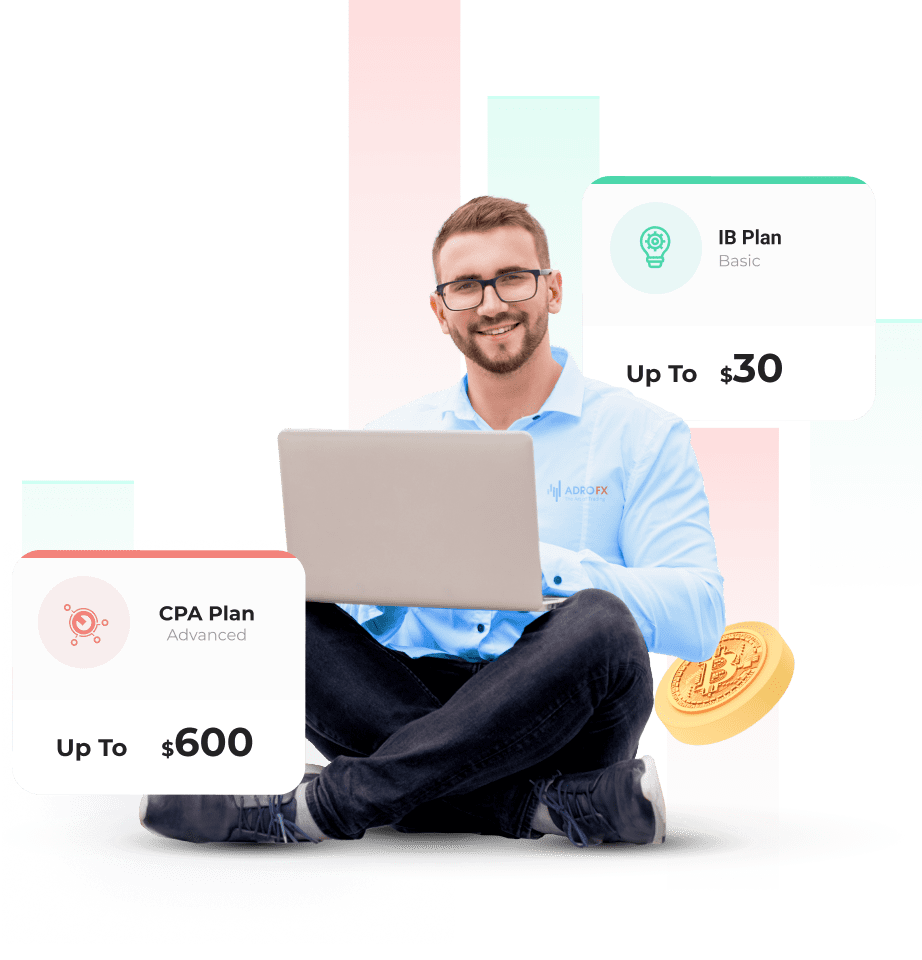 IB Plan
Basic
Up To $30
ADROFX
CPA Plan
Advanced
Up To $600